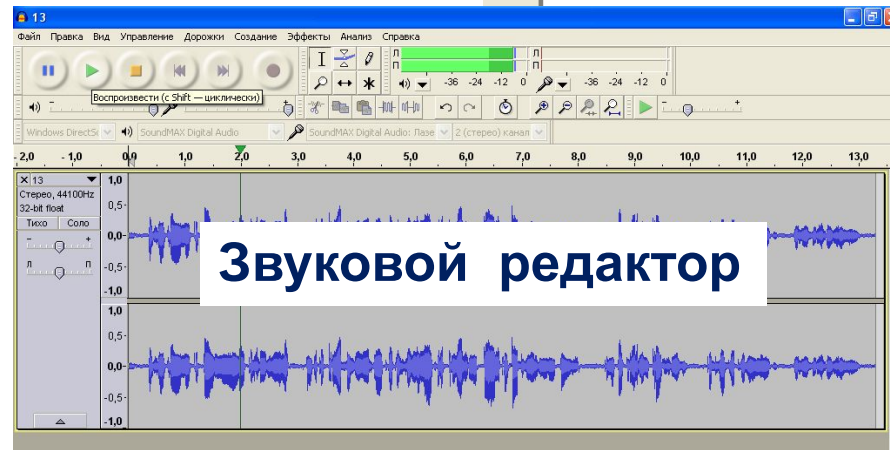 13
Файл Правка Вид Управление Дорожки Создание Эффекты Анализ Справка
Л
П
-36 -24 -12 0
Л
П
-36 -24 -12 0
Воспроизвести (с Shift — циклически)
Windows DirectSo
SoundMAX Digital Audio
SoundMAX Digital Audio: Лазе
2 (стерео) канал
-2,0 -1,0 0,0 1,0 2,0 3,0 4,0 5,0 6,0 7,0 8,0 9,0 10,0 11,0 12,0 13,0
13
Стерео, 44100Hz
32-bit float
Тихо Соло
- +
Л П
1,0
0,5-
0,0-
-0,5-
-1,0
Звуковой редактор
1,0
0,5-
0,0-
-0,5-
-1,0